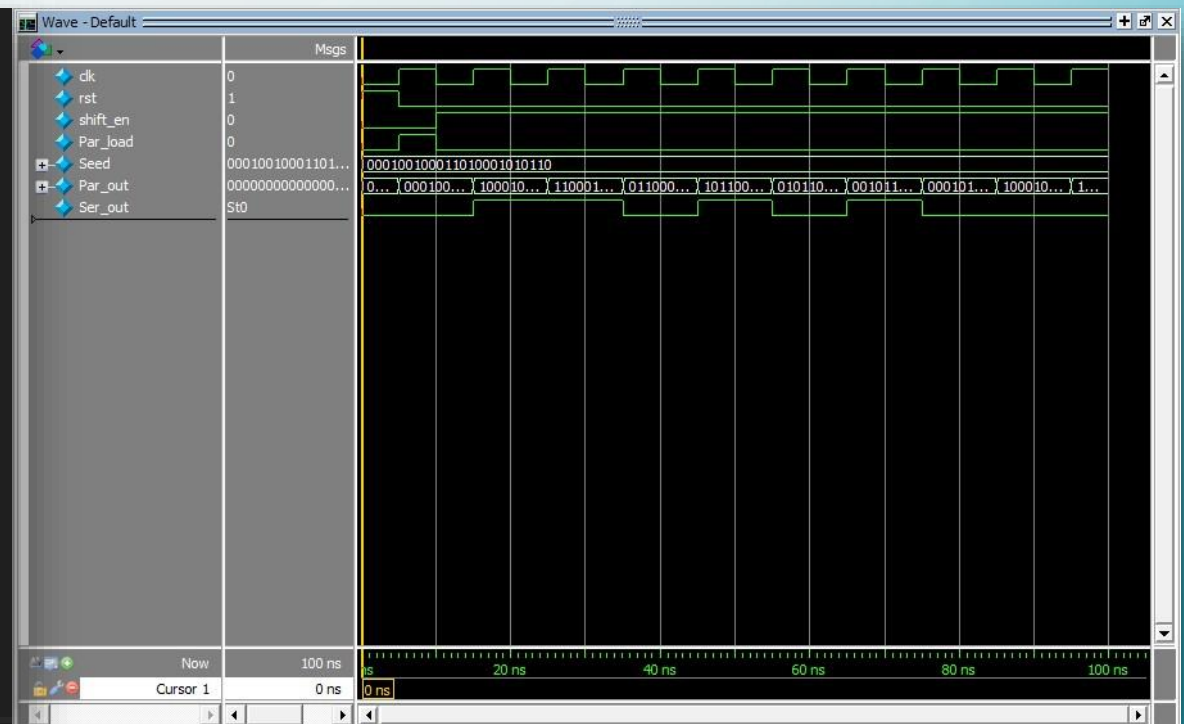 Wave - Default
Msgs
clk 0
rst 1
shift_en 0
Par_load 0
Seed 00010010001101... 000100100011010001010110
Par_out 00000000000000... 0... 000100... 100010... 110001... 011000... 101100... 010110... 001011... 000101... 100010... 1...
Ser_out St0
Now 100 ns ns 20 ns 40 ns 60 ns 80 ns 100 ns
Cursor 1 0 ns 0 ns